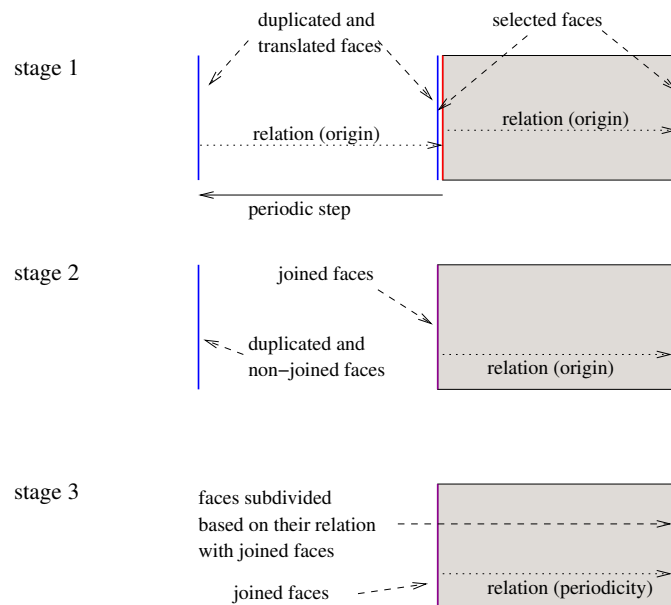 stage 1
duplicated and
translated faces
selected faces
relation (origin)
relation (origin)
periodic step
stage 2
joined faces
duplicated and
non−joined faces
relation (origin)
stage 3
faces subdivided
based on their relation
with joined faces
joined faces
relation (periodicity)